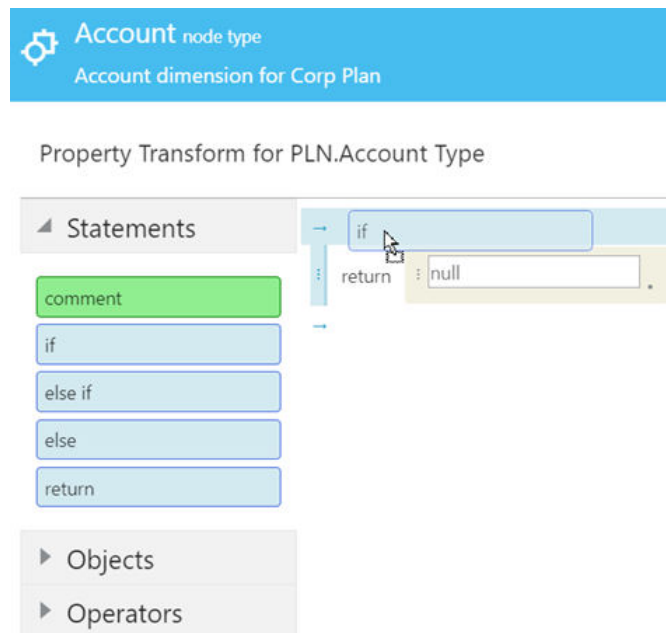 Account node type
Account dimension for Corp Plan
Property Transform for PLN.Account Type
Statements
if
comment
return null .
if
else if
else
return
Objects
Operators